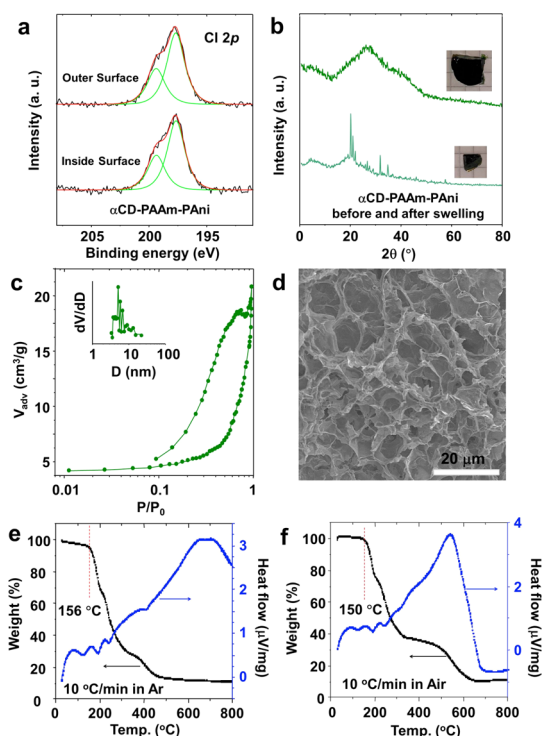 a
Cl 2p
Outer Surface
Inside Surface
αCD-PAAm-PAni
Intensity (a. u.)
205 200 195
Binding energy (eV)
b
αCD-PAAm-PAni
before and after swelling
Intensity (a. u.)
0 20 40 60 80
2θ (°)
c
dV/dD
1 10 100
D (nm)
Vadv (cm³/g)
20
15
10
5
0.01 0.1 1
P/P₀
d
20 μm
e
156 °C
10 °C/min in Ar
Weight (%)
100
80
60
40
20
0 200 400 600 800
Temp. (°C)
3
2
1
0
Heat flow (μV/mg)
f
150 °C
10 °C/min in Air
Weight (%)
100
80
60
40
20
0
0 200 400 600 800
Temp. (°C)
4
2
0
Heat flow (μV/mg)